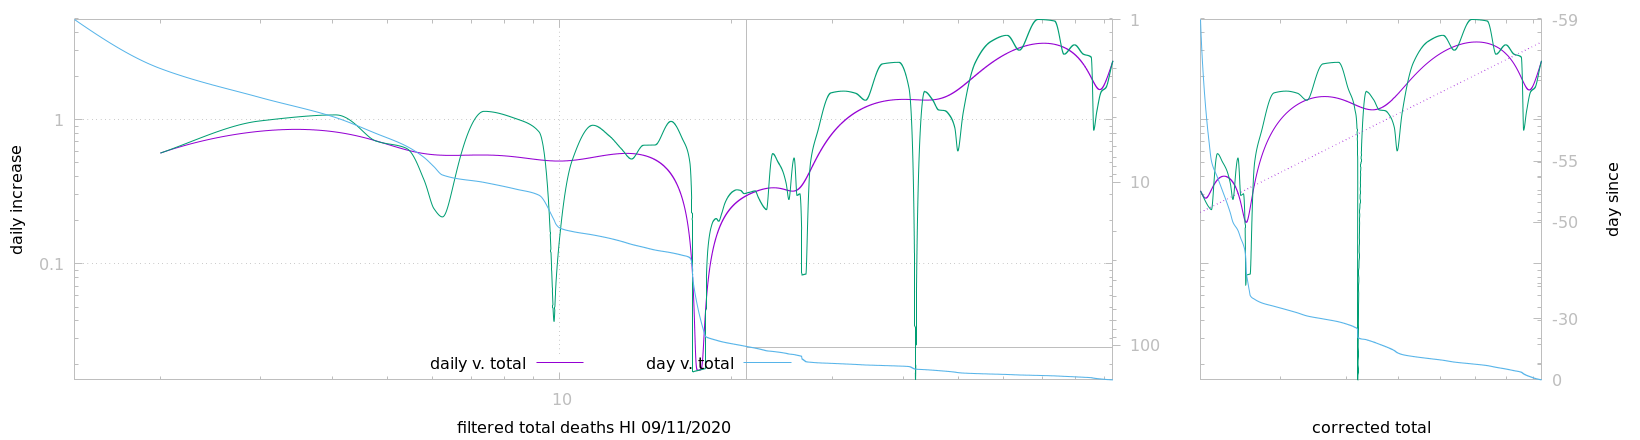 daily increase
1
0.1
daily v. total
day v. total
10
filtered total deaths HI 09/11/2020
1
10
100
-59
-55
-50
-30
0
day since
corrected total